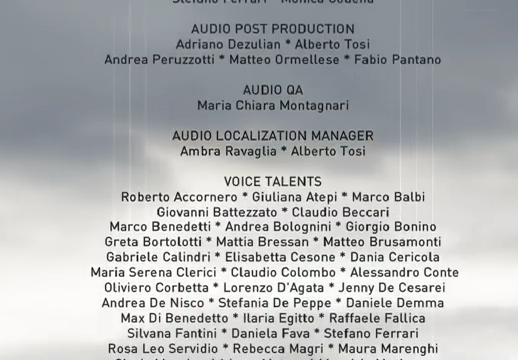 AUDIO POST PRODUCTION
Adriano Dezulian * Alberto Tosi
Andrea Peruzzotti * Matteo Ormellese * Fabio Pantano
AUDIO QA
Maria Chiara Montagnari
AUDIO LOCALIZATION MANAGER
Ambra Ravaglia * Alberto Tosi
VOICE TALENTS
Roberto Accornero * Giuliana Atepi * Marco Balbi
Giovanni Battezzato * Claudio Beccari
Marco Benedetti * Andrea Bolognini * Giorgio Bonino
Greta Bortolotti * Mattia Bressan * Matteo Brusamonti
Gabriele Calindri * Elisabetta Cesone * Dania Cericola
Maria Serena Clerici * Claudio Colombo * Alessandro Conte
Oliviero Corbetta * Lorenzo D'Agata * Jenny De Cesarei
Andrea De Nisco * Stefania De Peppe * Daniele Demma
Max Di Benedetto * Ilaria Egitto * Raffaele Fallica
Silvana Fantini * Daniela Fava * Stefano Ferrari
Rosa Leo Servidio * Rebecca Magri * Maura Marenghi